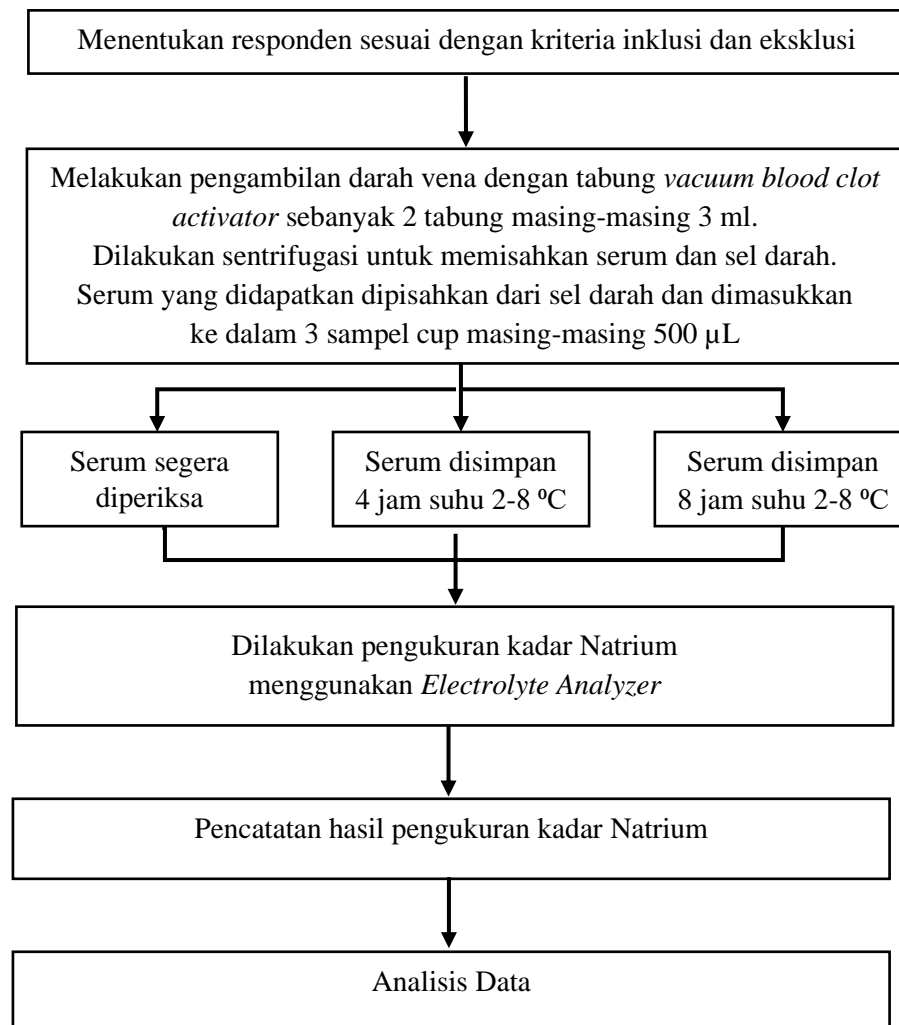 Menentukan responden sesuai dengan kriteria inklusi dan eksklusi
Melakukan pengambilan darah vena dengan tabung vacuum blood clot
activator sebanyak 2 tabung masing-masing 3 ml.
Dilakukan sentrifugasi untuk memisahkan serum dan sel darah.
Serum yang didapatkan dipisahkan dari sel darah dan dimasukkan
ke dalam 3 sampel cup masing-masing 500 µL
Serum segera
diperiksa
Serum disimpan
4 jam suhu 2-8 ºC
Serum disimpan
8 jam suhu 2-8 ºC
Dilakukan pengukuran kadar Natrium
menggunakan Electrolyte Analyzer
Pencatatan hasil pengukuran kadar Natrium
Analisis Data